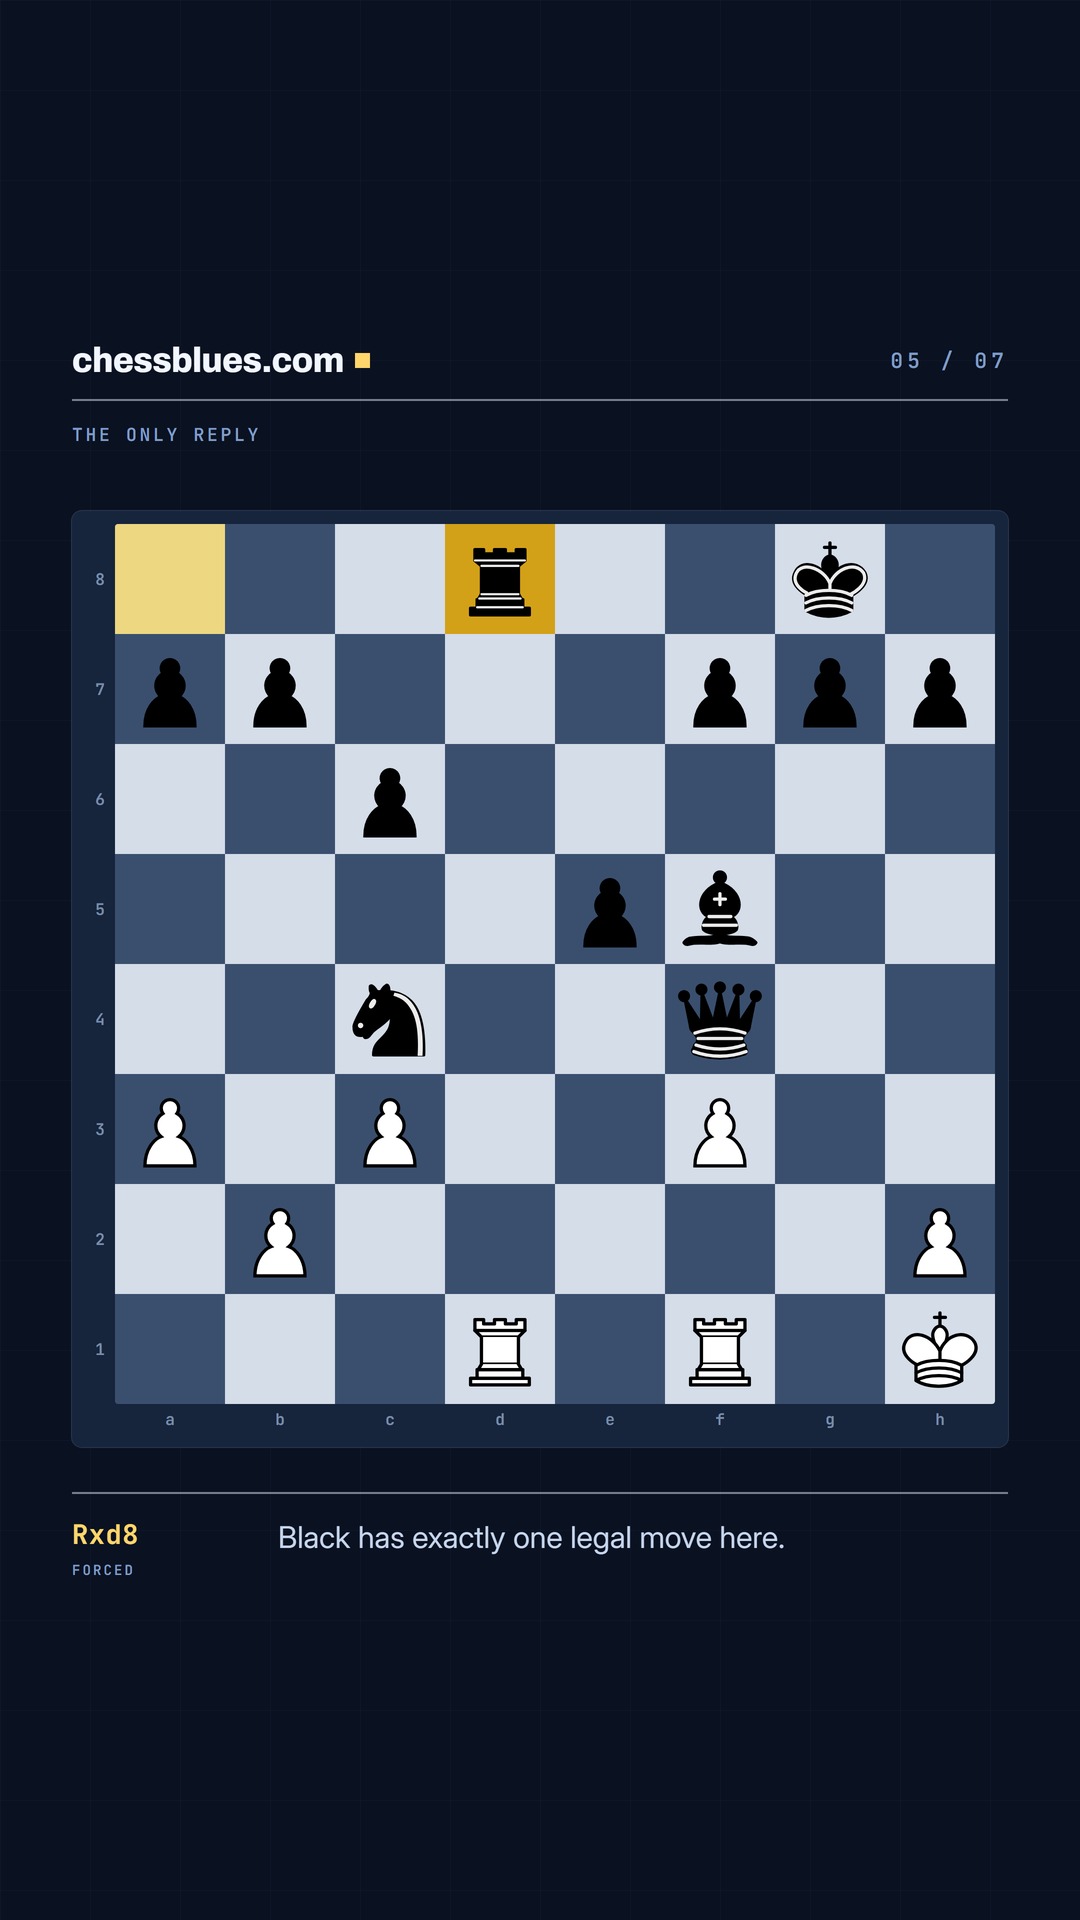 chessblues.com
05 / 07
THE ONLY REPLY
8
7
6
5
4
3
2
1
a b c d e f g h
Rxd8
Black has exactly one legal move here.
FORCED